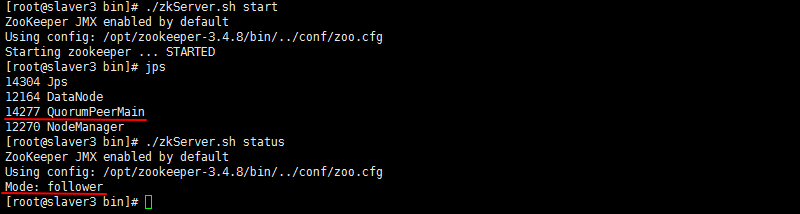 [root@slaver3 bin]# ./zkServer.sh start
ZooKeeper JMX enabled by default
Using config: /opt/zookeeper-3.4.8/bin/../conf/zoo.cfg
Starting zookeeper ... STARTED
[root@slaver3 bin]# jps
14304 Jps
12164 DataNode
14277 QuorumPeerMain
12270 NodeManager
[root@slaver3 bin]# ./zkServer.sh status
ZooKeeper JMX enabled by default
Using config: /opt/zookeeper-3.4.8/bin/../conf/zoo.cfg
Mode: follower
[root@slaver3 bin]#